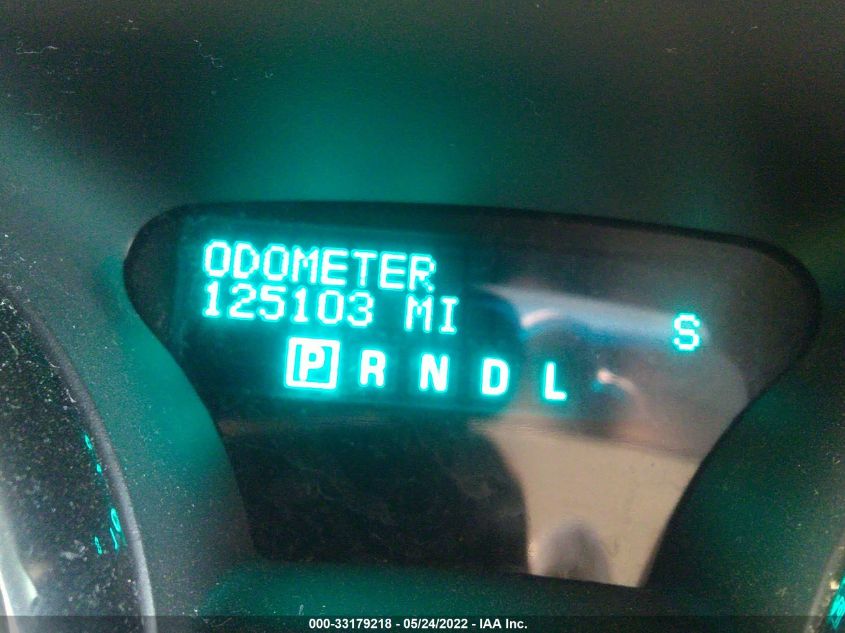 ODOMETER
125103 MI
S
P R N D L
000-33179218 - 05/24/2022 - IAA Inc.